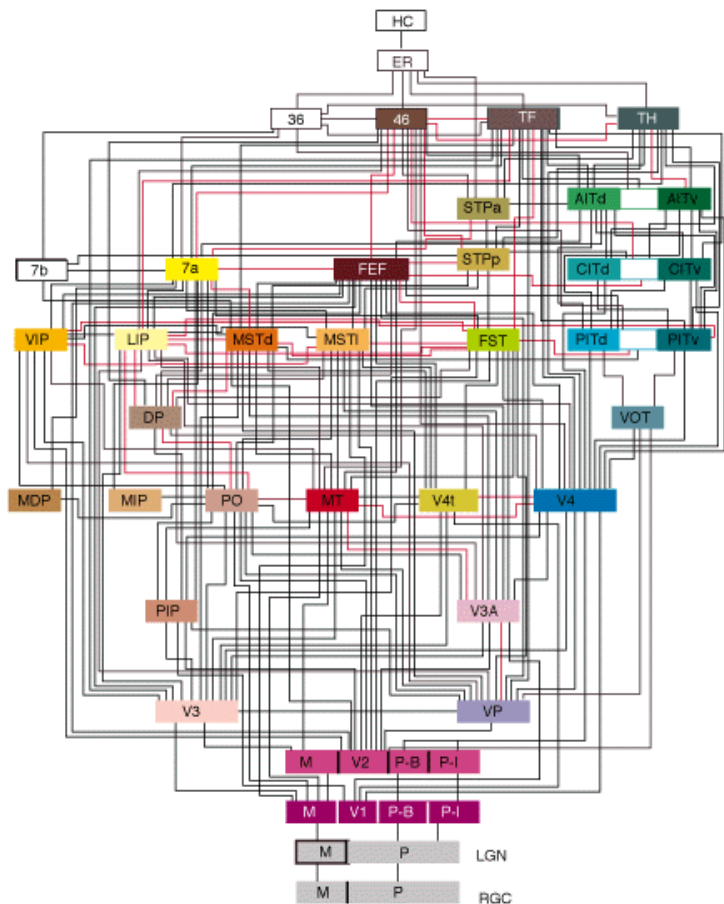 HC
ER
36 46 TF TH
STPa AITd AITv
7b 7a FEF STPp CITd CITv
VIP LIP MSTd MSTl FST PITd PITv
DP VOT
MDP MIP PO MT V4t V4
PIP V3A
V3 VP
M V2 P-B P-I
M V1 P-B P-I
M P LGN
M P RGC